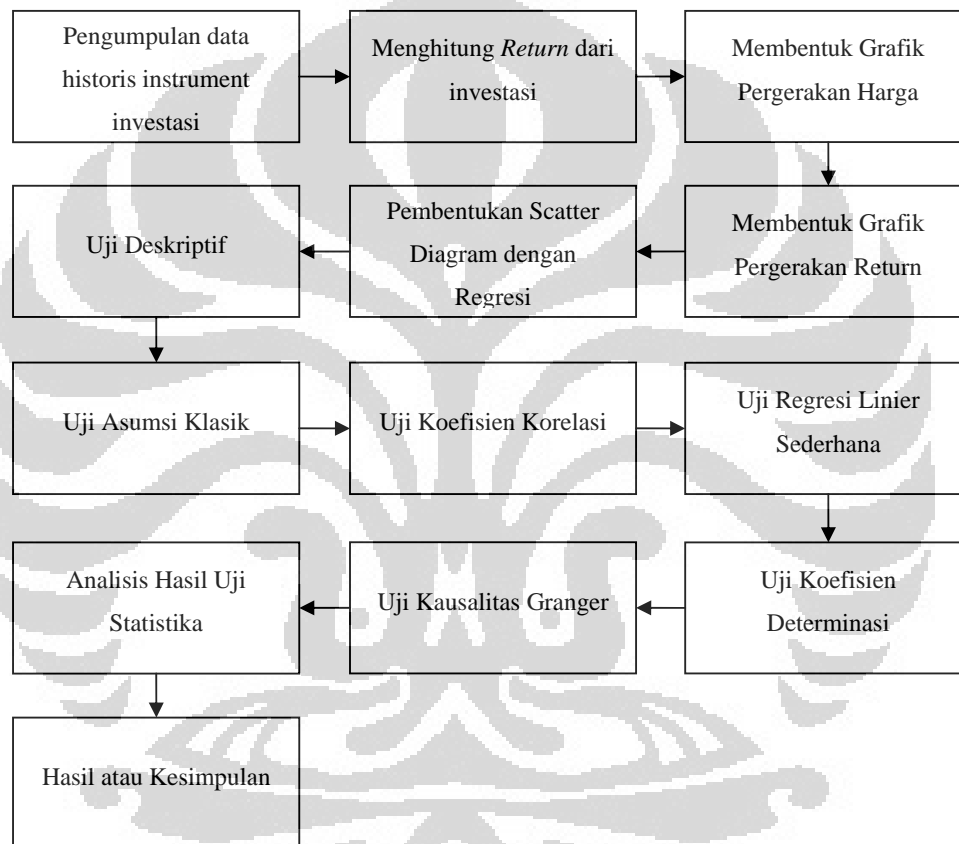 Pengumpulan data
historis instrument
investasi
Menghitung Return dari
investasi
Membentuk Grafik
Pergerakan Harga
Membentuk Grafik
Pergerakan Return
Pembentukan Scatter
Diagram dengan
Regresi
Uji Deskriptif
Uji Asumsi Klasik
Uji Koefisien Korelasi
Uji Regresi Linier
Sederhana
Uji Koefisien
Determinasi
Uji Kausalitas Granger
Analisis Hasil Uji
Statistika
Hasil atau Kesimpulan